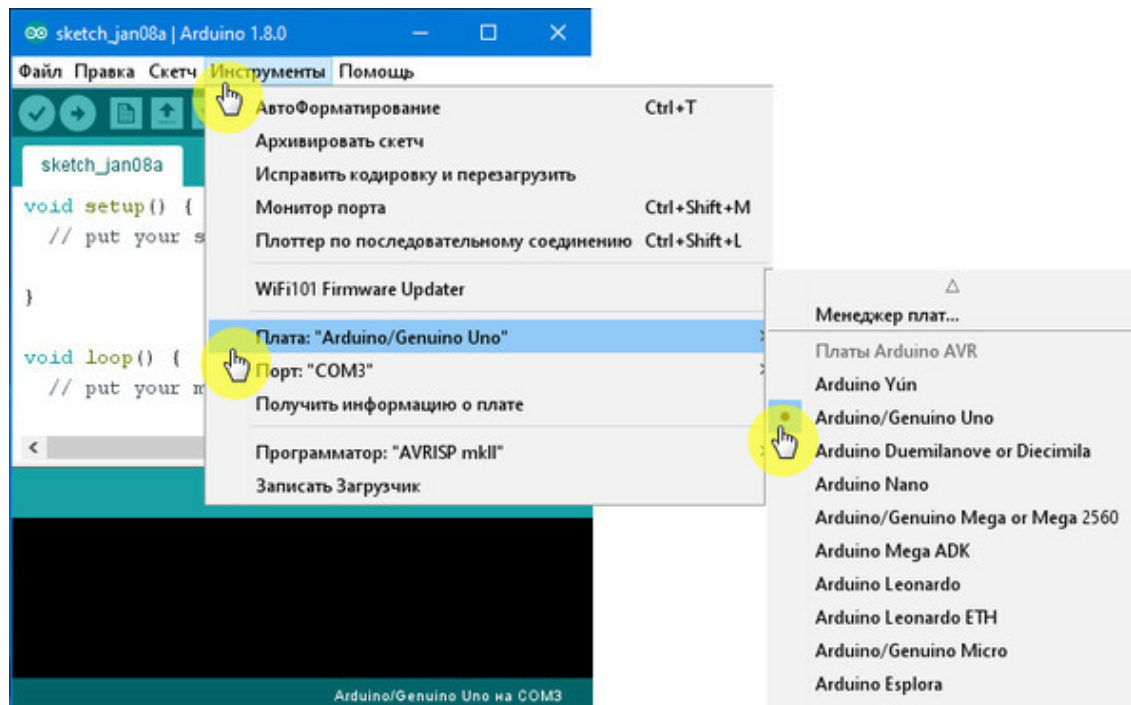 sketch_jan08a | Arduino 1.8.0
Файл Правка Скетч Инструменты Помощь
АвтоФорматирование Ctrl+T
Архивировать скетч
Исправить кодировку и перезагрузить
Монитор порта Ctrl+Shift+M
Плоттер по последовательному соединению Ctrl+Shift+L
WiFi101 Firmware Updater
Плата: "Arduino/Genuino Uno"
Порт: "COM3"
Получить информацию о плате
Программатор: "AVRISP mkII"
Записать Загрузчик
sketch_jan08a
void setup() {
// put your s
}
void loop() {
// put your m
Менеджер плат...
Платы Arduino AVR
Arduino Yún
Arduino/Genuino Uno
Arduino Duemilanove or Diecimila
Arduino Nano
Arduino/Genuino Mega or Mega 2560
Arduino Mega ADK
Arduino Leonardo
Arduino Leonardo ETH
Arduino/Genuino Micro
Arduino Esplora
Arduino/Genuino Uno на COM3